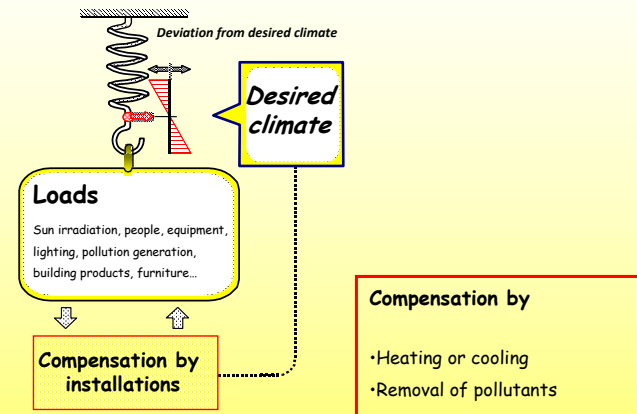 Deviation from desired climate
Desired
climate
Loads
Sun irradiation, people, equipment,
lighting, pollution generation,
building products, furniture…
Compensation by
installations
Compensation by
•Heating or cooling
•Removal of pollutants